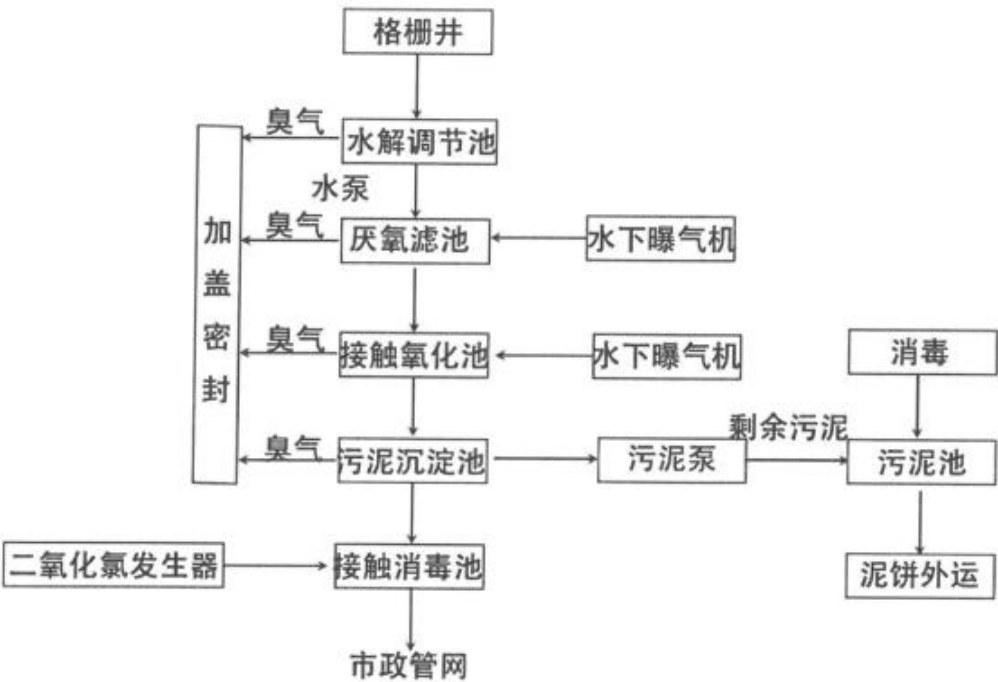 格栅井
臭气
水解调节池
水泵
臭气
厌氧滤池
水下曝气机
加盖密封
臭气
接触氧化池
水下曝气机
消毒
臭气
污泥沉淀池
污泥泵
剩余污泥
污泥池
二氧化氯发生器
接触消毒池
泥饼外运
市政管网